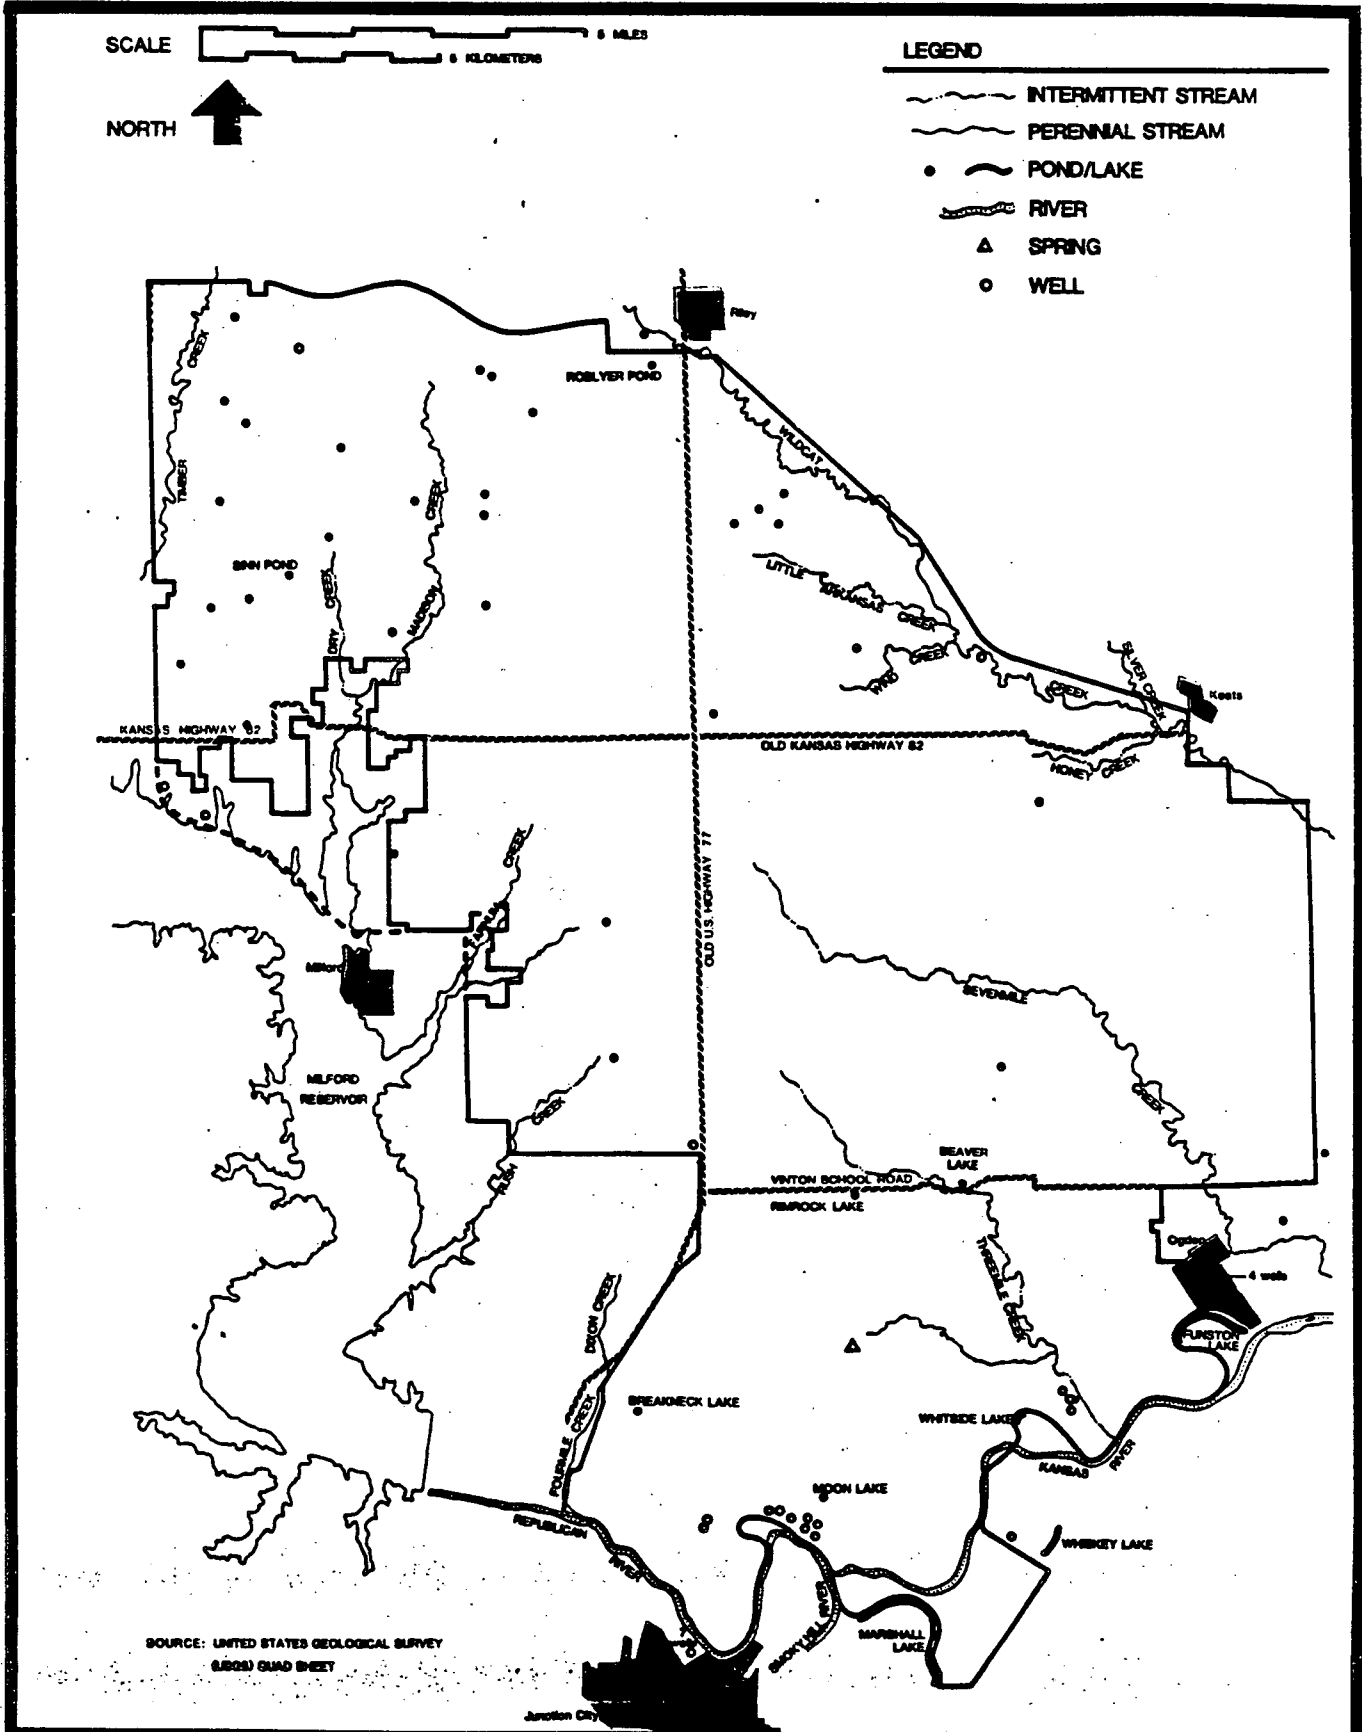 SCALE
5 MILES
5 KILOMETERS
NORTH
LEGEND
INTERMITTENT STREAM
PERENNIAL STREAM
POND/LAKE
RIVER
SPRING
WELL
Riley
ROBLYER POND
TIMBER CREEK
WILDCAT
MADISON CREEK
SINN POND
DRY CREEK
LITTLE ARKANSAS CREEK
WIND CREEK
CREEK
SILVER CREEK
Keats
KANSAS HIGHWAY 82
OLD KANSAS HIGHWAY 82
HONEY CREEK
OLD U.S. HIGHWAY 77
FARNUM CREEK
Milford
SEVENMILE CREEK
MILFORD
RESERVOIR
RUSH CREEK
BEAVER
LAKE
VINTON SCHOOL ROAD
RIMROCK LAKE
THREEMILE CREEK
Ogden
4 wells
FUNSTON
LAKE
DIXON CREEK
FOURMILE CREEK
BREAKNECK LAKE
WHITSIDE LAKE
KANSAS RIVER
MOON LAKE
REPUBLICAN RIVER
WHISKEY LAKE
SMOKY HILL RIVER
MARSHALL
LAKE
SOURCE: UNITED STATES GEOLOGICAL SURVEY
(USGS) QUAD SHEET
Junction City